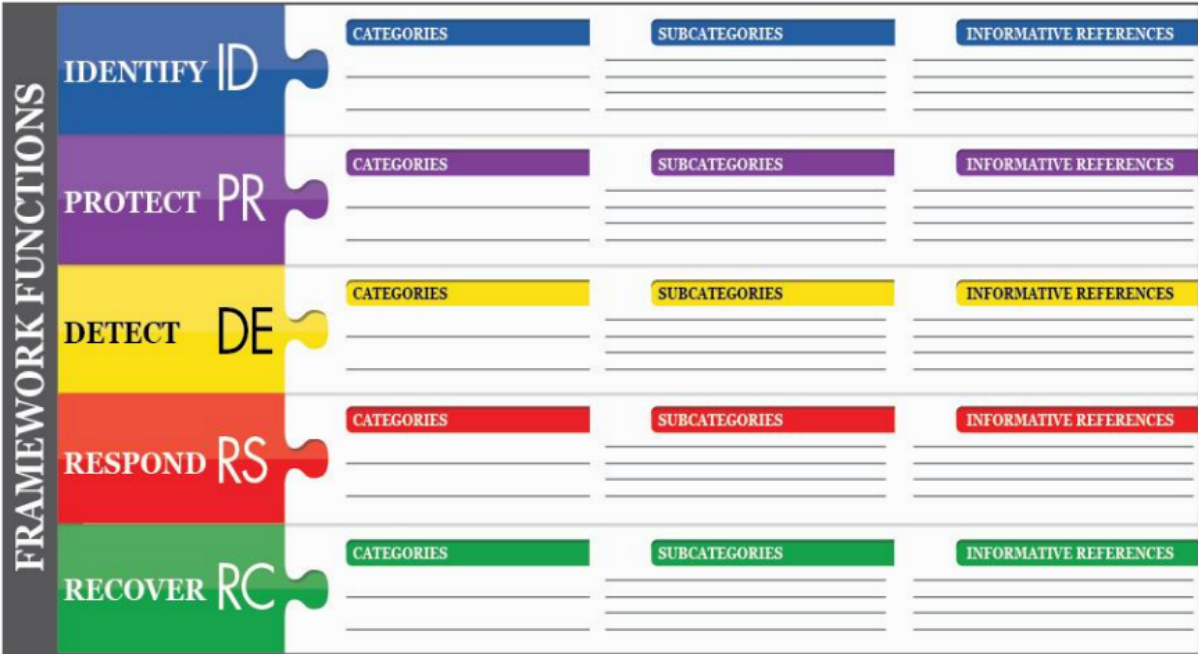 FRAMEWORK FUNCTIONS
IDENTIFY ID
CATEGORIES SUBCATEGORIES INFORMATIVE REFERENCES
PROTECT PR
CATEGORIES SUBCATEGORIES INFORMATIVE REFERENCES
DETECT DE
CATEGORIES SUBCATEGORIES INFORMATIVE REFERENCES
RESPOND RS
CATEGORIES SUBCATEGORIES INFORMATIVE REFERENCES
RECOVER RC
CATEGORIES SUBCATEGORIES INFORMATIVE REFERENCES